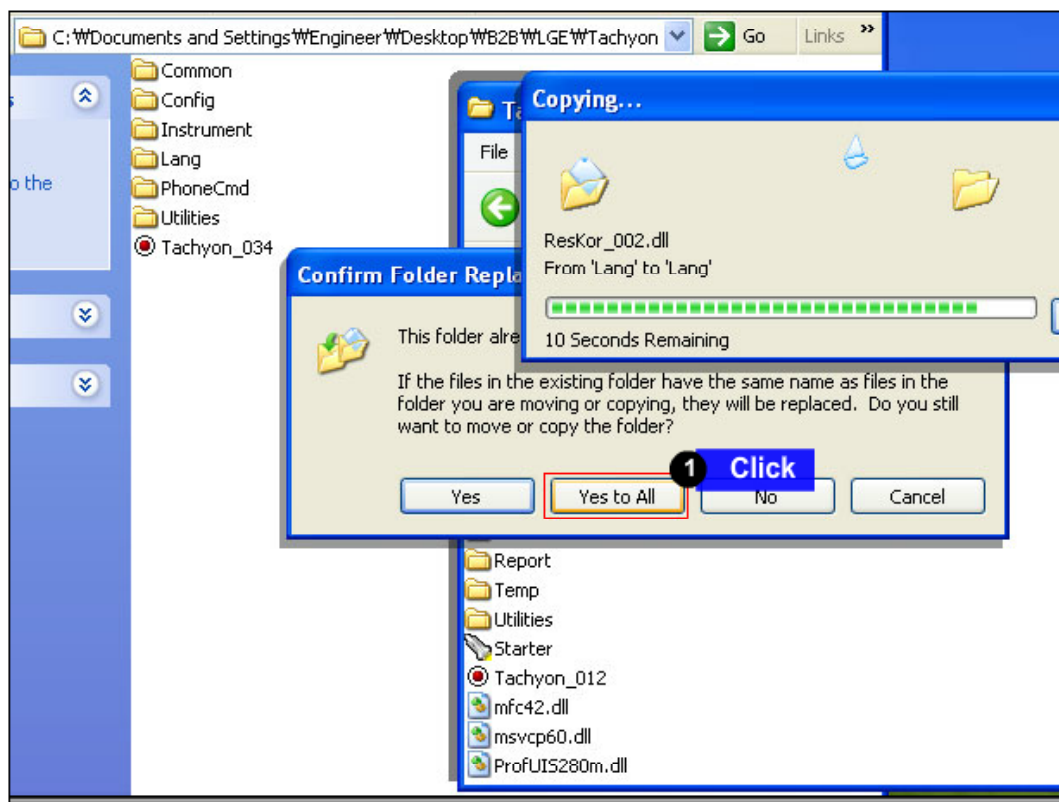 C:₩Documents and Settings₩Engineer₩Desktop₩B2B₩LGE₩Tachyon
Go
Links »
o the
Common
Config
Instrument
Lang
PhoneCmd
Utilities
Tachyon_034
File
Copying...
ResKor_002.dll
From 'Lang' to 'Lang'
10 Seconds Remaining
Confirm Folder Repla
This folder alre
If the files in the existing folder have the same name as files in the
folder you are moving or copying, they will be replaced. Do you still
want to move or copy the folder?
1 Click
Yes
Yes to All
No
Cancel
Report
Temp
Utilities
Starter
Tachyon_012
mfc42.dll
msvcp60.dll
ProfUIS280m.dll